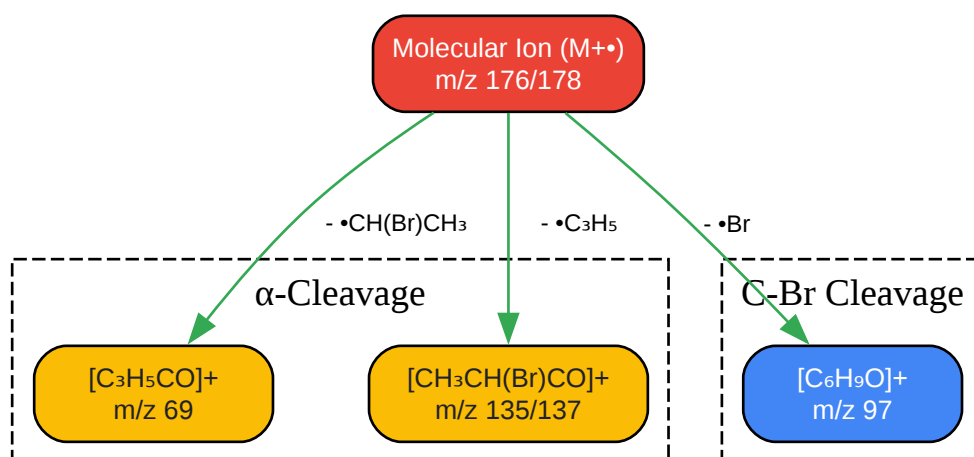 Molecular Ion (M+•)
m/z 176/178
- •CH(Br)CH₃
- •C₃H₅
- •Br
α-Cleavage
C-Br Cleavage
[C₃H₅CO]+
m/z 69
[CH₃CH(Br)CO]+
m/z 135/137
[C₆H₉O]+
m/z 97